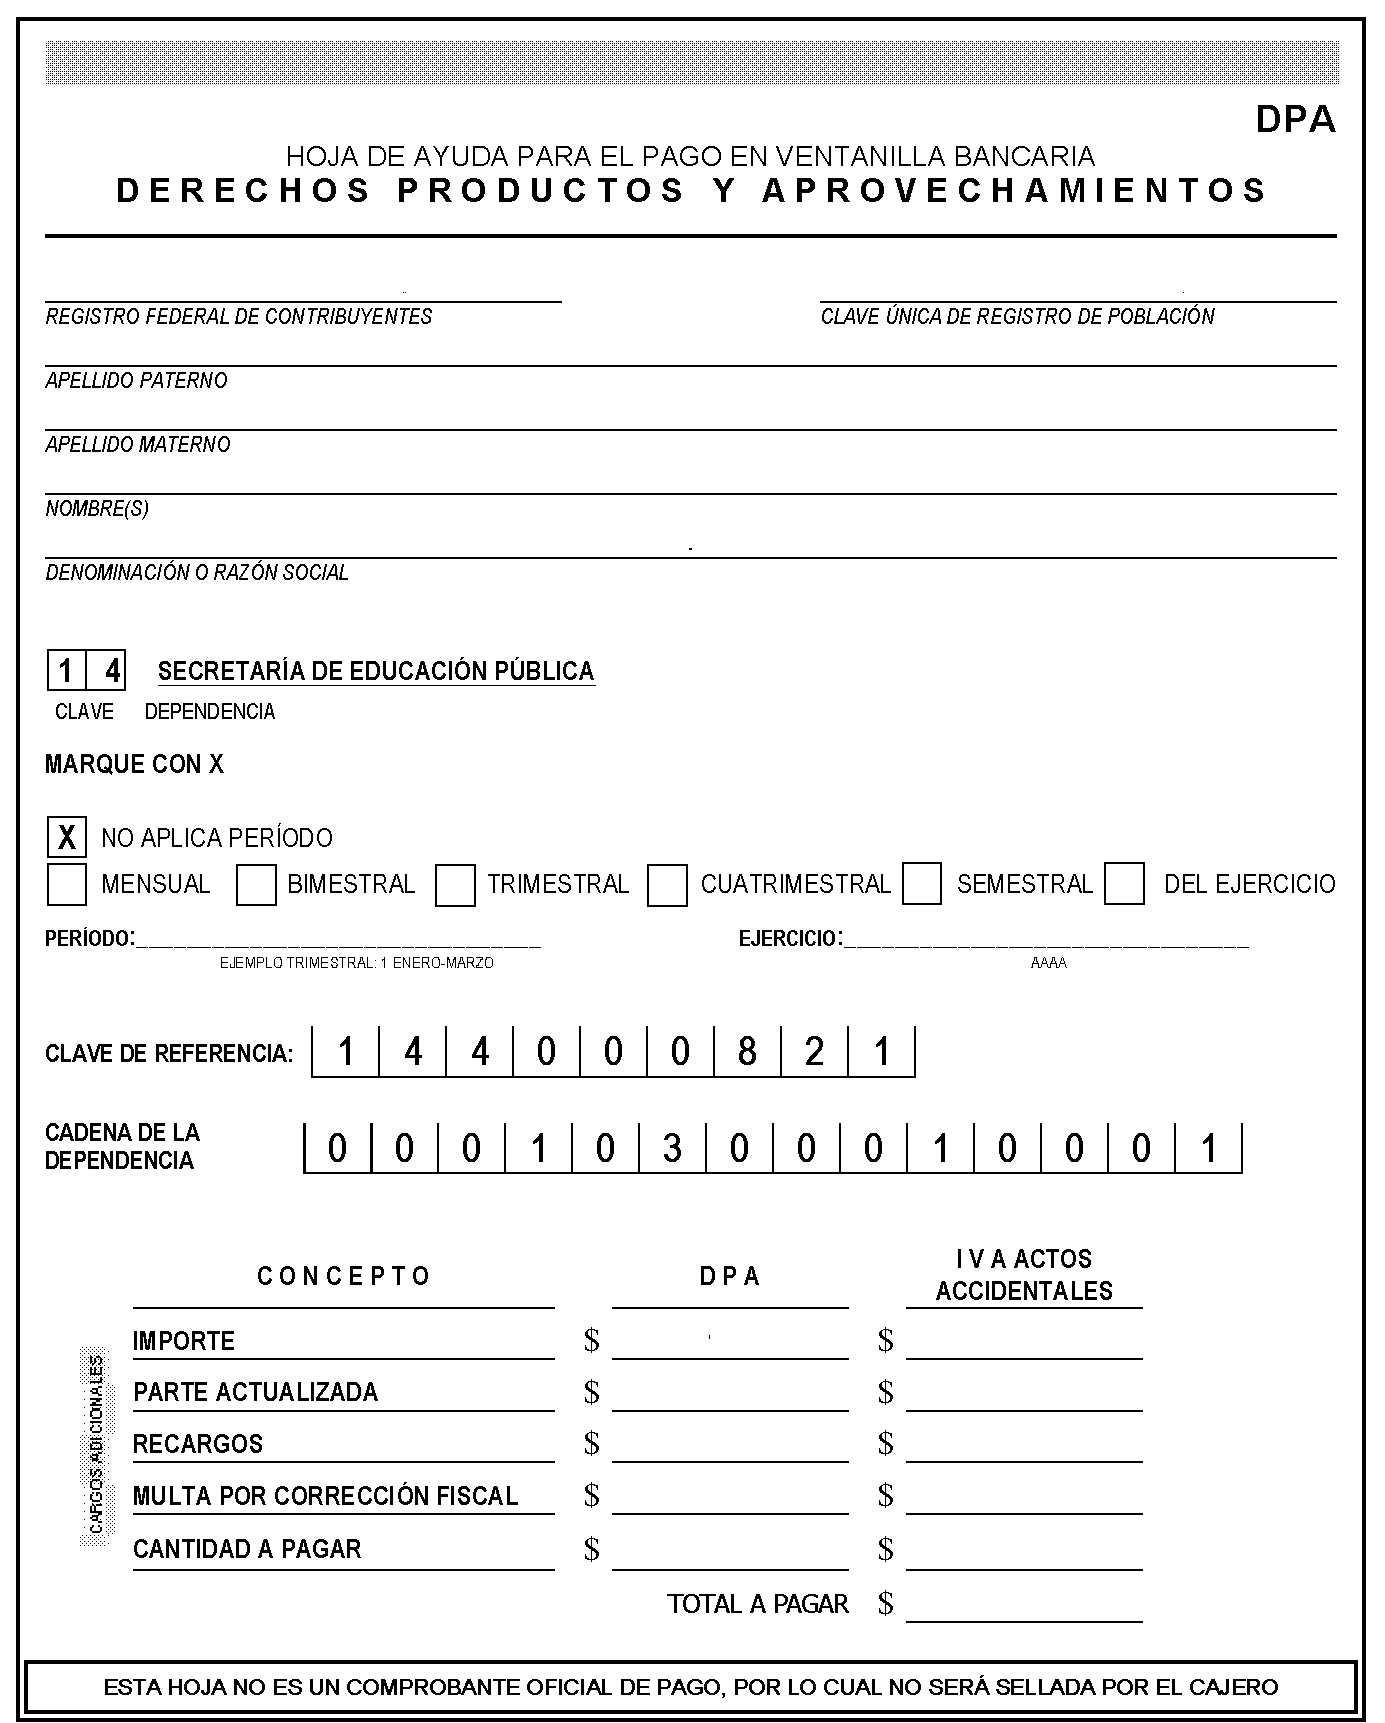 DPA
HOJA DE AYUDA PARA EL PAGO EN VENTANILLA BANCARIA
DERECHOS PRODUCTOS Y APROVECHAMIENTOS
REGISTRO FEDERAL DE CONTRIBUYENTES CLAVE ÚNICA DE REGISTRO DE POBLACIÓN
APELLIDO PATERNO
APELLIDO MATERNO
NOMBRE(S)
DENOMINACIÓN O RAZÓN SOCIAL
1 4 SECRETARÍA DE EDUCACIÓN PÚBLICA
CLAVE DEPENDENCIA
MARQUE CON X
X NO APLICA PERÍODO
MENSUAL BIMESTRAL TRIMESTRAL CUATRIMESTRAL SEMESTRAL DEL EJERCICIO
PERÍODO:________________________________ EJERCICIO:________________________________
EJEMPLO TRIMESTRAL: 1 ENERO-MARZO AAAA
CLAVE DE REFERENCIA: 1 4 4 0 0 0 8 2 1
CADENA DE LA
DEPENDENCIA 0 0 0 1 0 3 0 0 0 1 0 0 0 1
C O N C E P T O D P A I V A ACTOS
ACCIDENTALES
CARGOS ADICIONALES
IMPORTE $ $
PARTE ACTUALIZADA $ $
RECARGOS $ $
MULTA POR CORRECCIÓN FISCAL $ $
CANTIDAD A PAGAR $ $
TOTAL A PAGAR $
ESTA HOJA NO ES UN COMPROBANTE OFICIAL DE PAGO, POR LO CUAL NO SERÁ SELLADA POR EL CAJERO